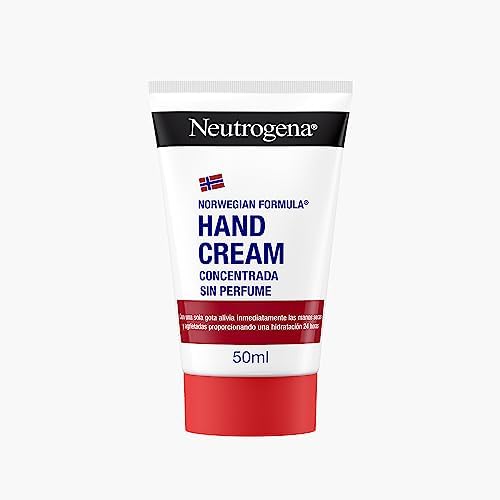 Neutrogena®
NORWEGIAN FORMULA®
HAND
CREAM
CONCENTRADA
SIN PERFUME
Con una sola gota alivia inmediatamente las manos secas
y agrietadas proporcionando una hidratación 24 horas
50ml